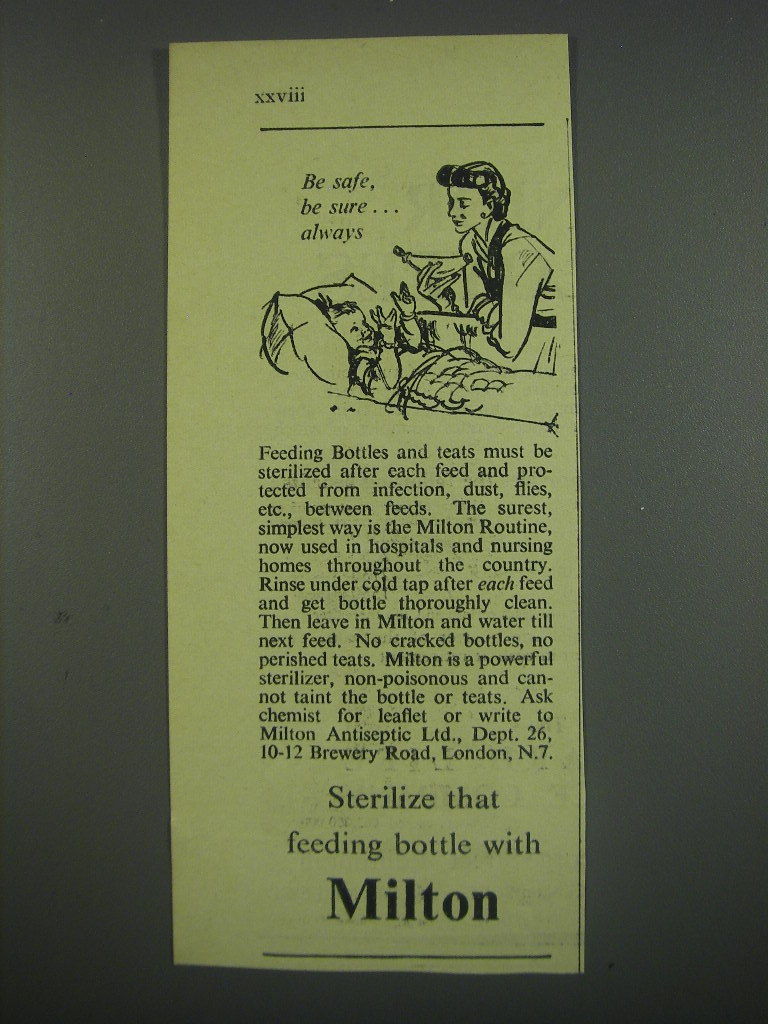 xxviii
Be safe,
be sure ...
always
Feeding Bottles and teats must be
sterilized after each feed and pro-
tected from infection, dust, flies,
etc., between feeds. The surest,
simplest way is the Milton Routine,
now used in hospitals and nursing
homes throughout the country.
Rinse under cold tap after each feed
and get bottle thoroughly clean.
Then leave in Milton and water till
next feed. No cracked bottles, no
perished teats. Milton is a powerful
sterilizer, non-poisonous and can-
not taint the bottle or teats. Ask
chemist for leaflet or write to
Milton Antiseptic Ltd., Dept. 26,
10-12 Brewery Road, London, N.7.
Sterilize that
feeding bottle with
Milton